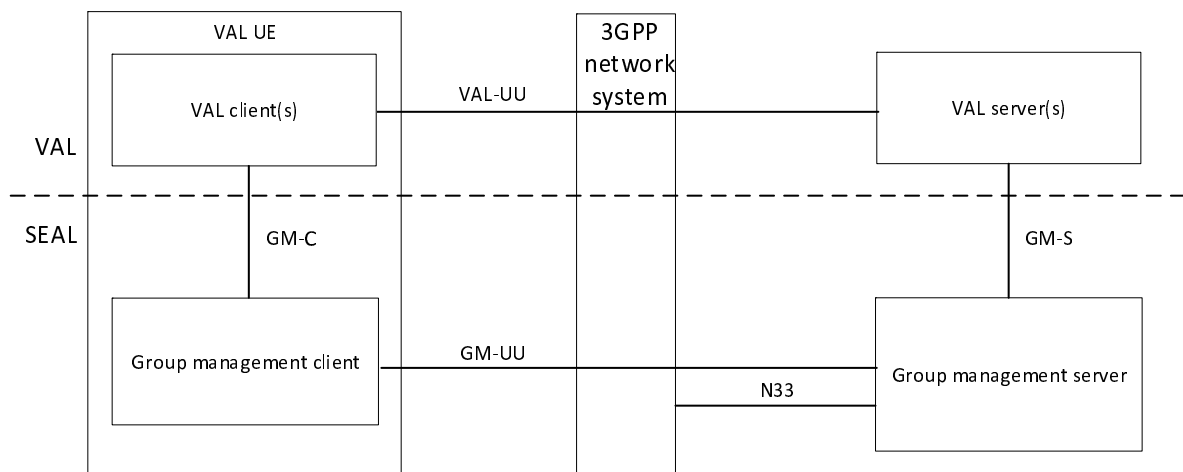 VAL UE
3GPP
network
system
VAL client(s)
VAL-UU
VAL server(s)
VAL
SEAL
GM-C
GM-S
Group management client
GM-UU
Group management server
N33